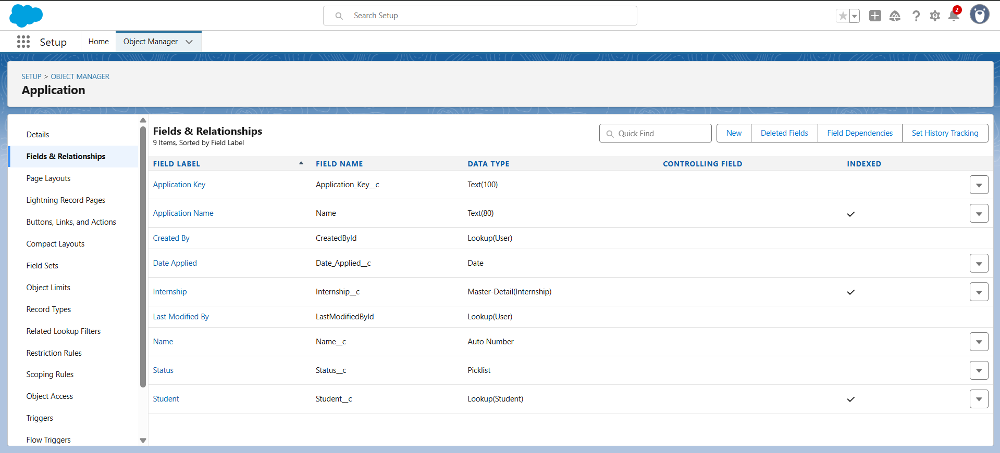 Search Setup
2
Setup
Home
Object Manager
SETUP > OBJECT MANAGER
Application
Details
Fields & Relationships
Page Layouts
Lightning Record Pages
Buttons, Links, and Actions
Compact Layouts
Field Sets
Object Limits
Record Types
Related Lookup Filters
Restriction Rules
Scoping Rules
Object Access
Triggers
Flow Triggers
Fields & Relationships
9 Items, Sorted by Field Label
Quick Find
New
Deleted Fields
Field Dependencies
Set History Tracking
FIELD LABEL FIELD NAME DATA TYPE CONTROLLING FIELD INDEXED
Application Key Application_Key__c Text(100)
Application Name Name Text(80)
Created By CreatedById Lookup(User)
Date Applied Date_Applied__c Date
Internship Internship__c Master-Detail(Internship)
Last Modified By LastModifiedById Lookup(User)
Name Name__c Auto Number
Status Status__c Picklist
Student Student__c Lookup(Student)